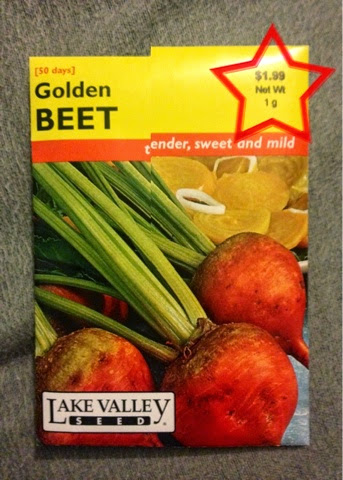 [50 days]
Golden
BEET
$1.99
Net Wt
1 g
tender, sweet and mild
LAKE VALLEY
SEED